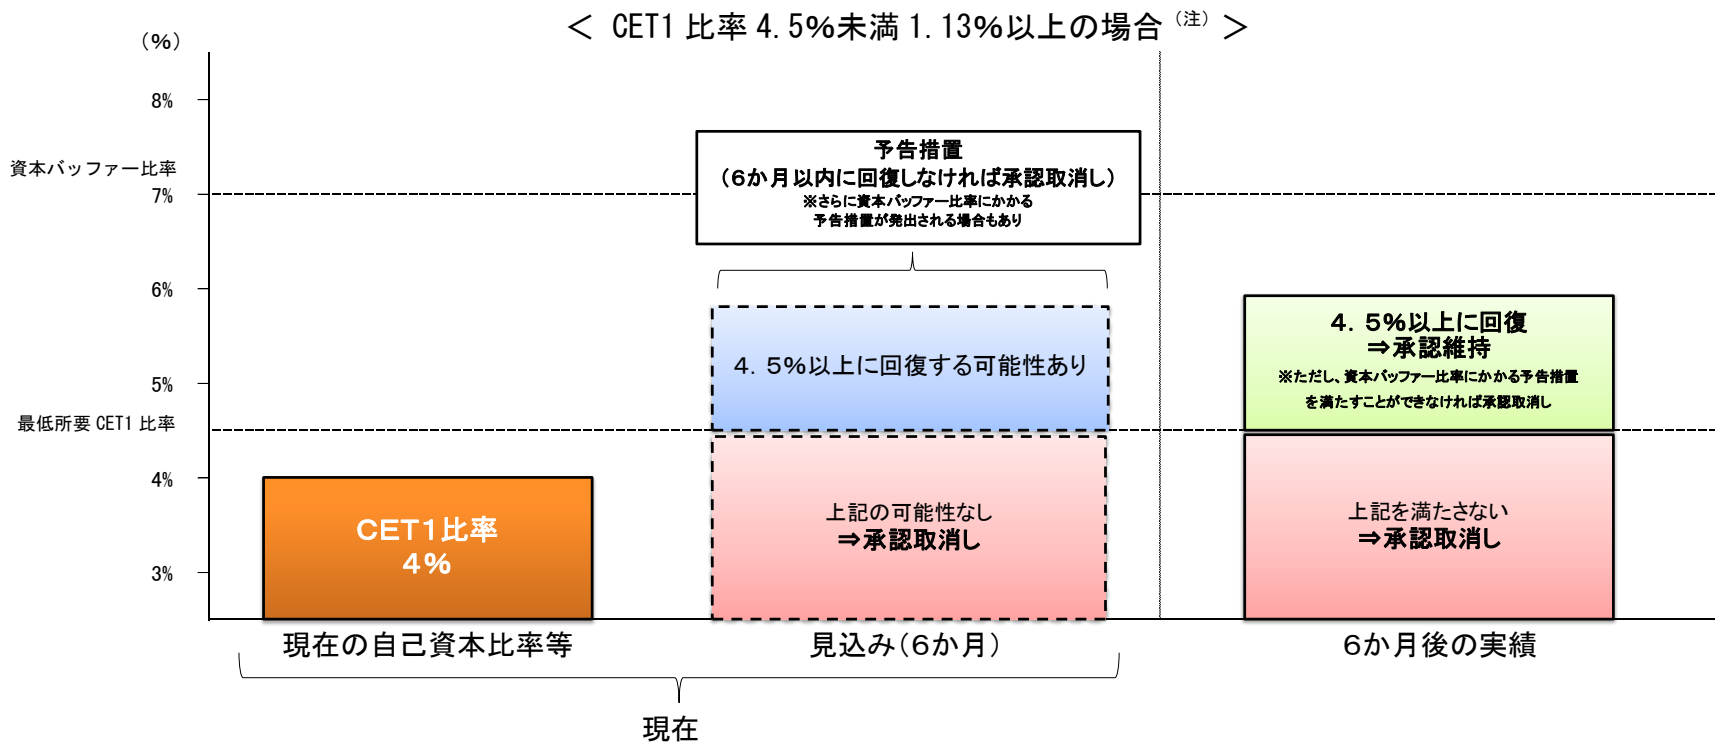 ＜ CET1 比率 4.5%未満 1.13%以上の場合（注）＞
（%）
8%
資本バッファー比率
7%
6%
5%
最低所要 CET1 比率
4%
3%
予告措置
（６か月以内に回復しなければ承認取消し）
※さらに資本バッファー比率にかかる
予告措置が発出される場合もあり
４．５％以上に回復する可能性あり
４．５％以上に回復
⇒承認維持
※ただし、資本バッファー比率にかかる予告措置
を満たすことができなければ承認取消し
ＣＥＴ１比率
４％
上記の可能性なし
⇒承認取消し
上記を満たさない
⇒承認取消し
現在の自己資本比率等
見込み（６か月）
６か月後の実績
現在